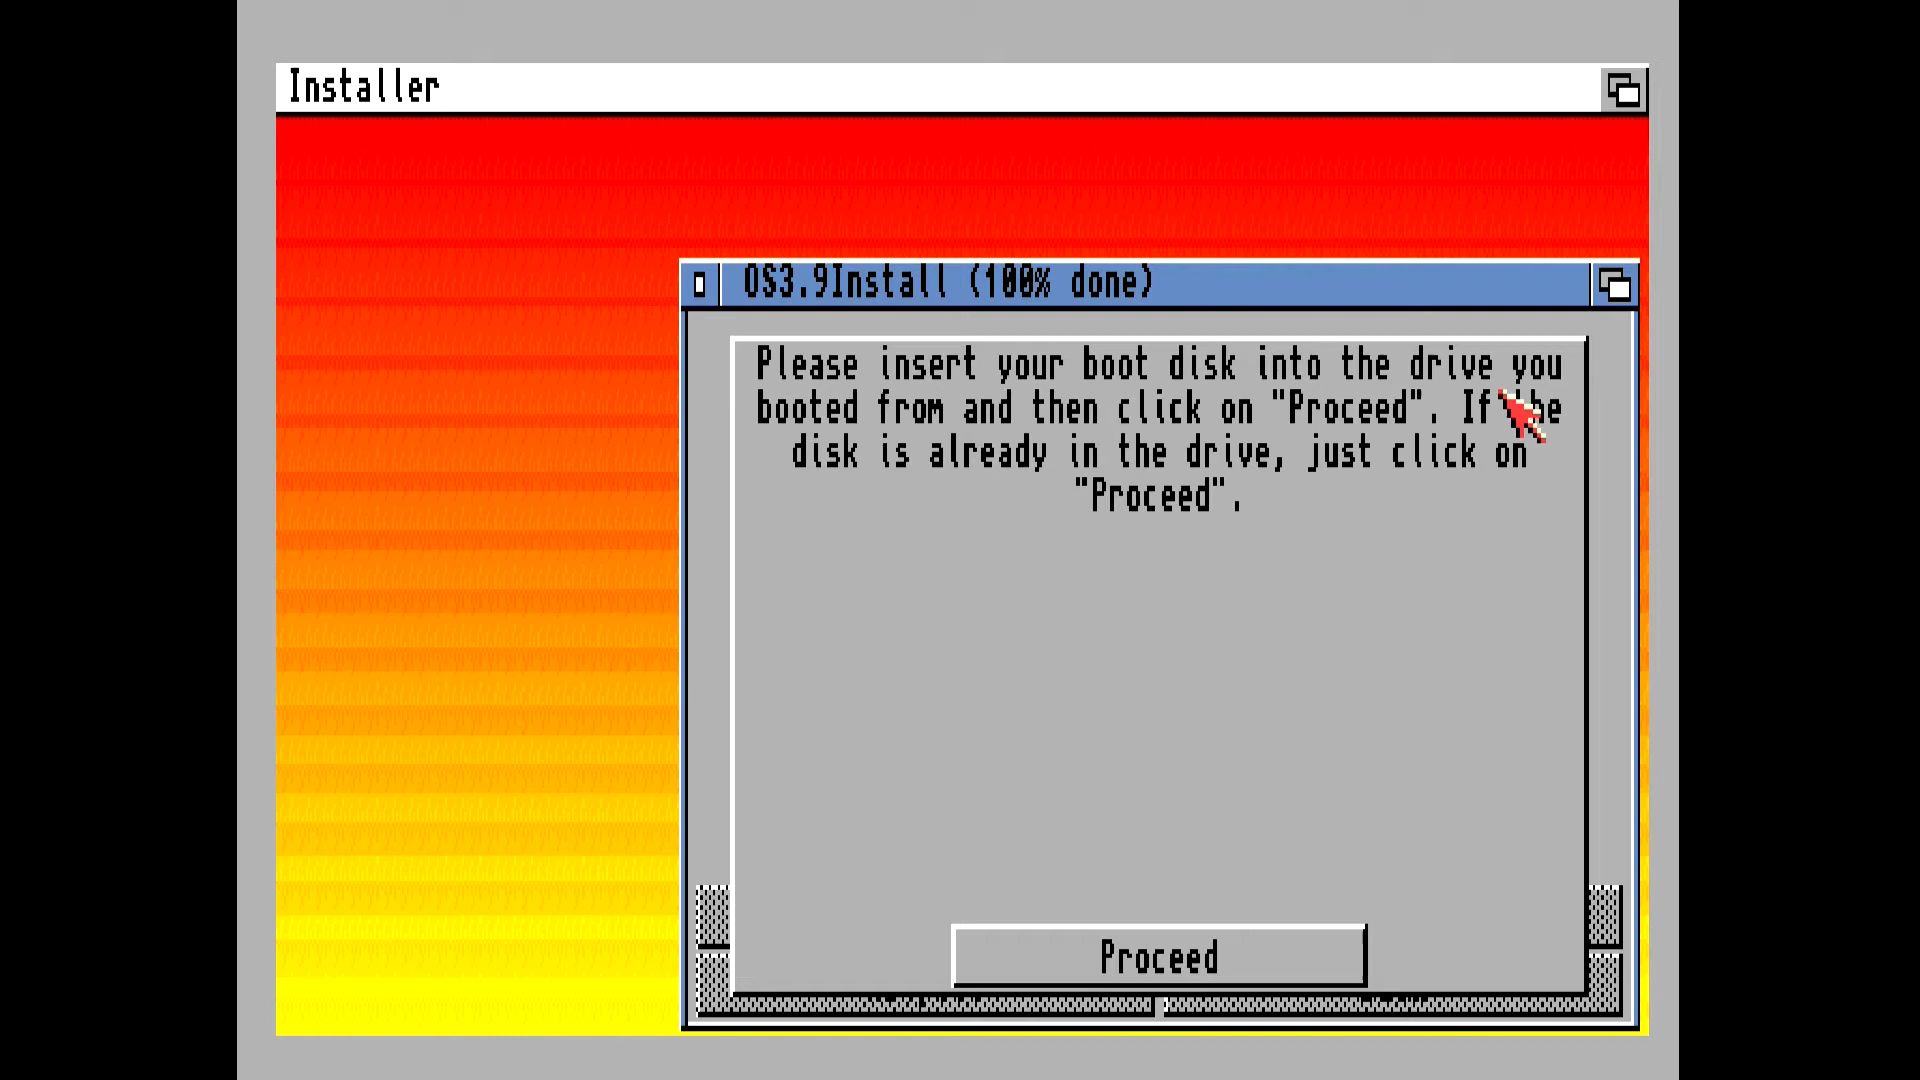 Installer
OS3.9Install (100% done)
Please insert your boot disk into the drive you
booted from and then click on "Proceed". If
disk is already in the drive, just click on
"Proceed".
Proceed